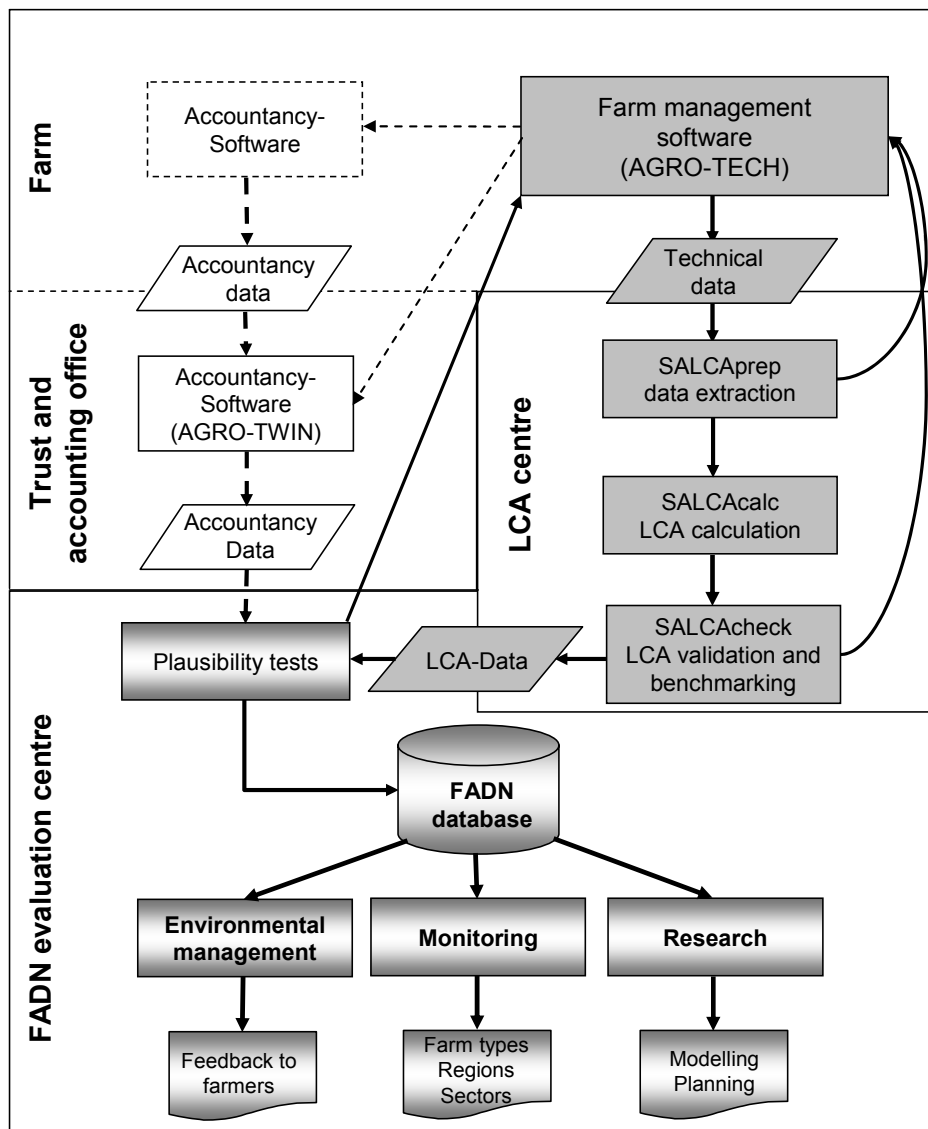 Farm
Accountancy-
Software
Farm management
software
(AGRO-TECH)
Accountancy
data
Technical
data
Trust and
accounting office
Accountancy-
Software
(AGRO-TWIN)
Accountancy
Data
LCA centre
SALCAprep
data extraction
SALCAcalc
LCA calculation
SALCAcheck
LCA validation and
benchmarking
LCA-Data
Plausibility tests
FADN evaluation centre
FADN
database
Environmental
management
Monitoring
Research
Feedback to
farmers
Farm types
Regions
Sectors
Modelling
Planning